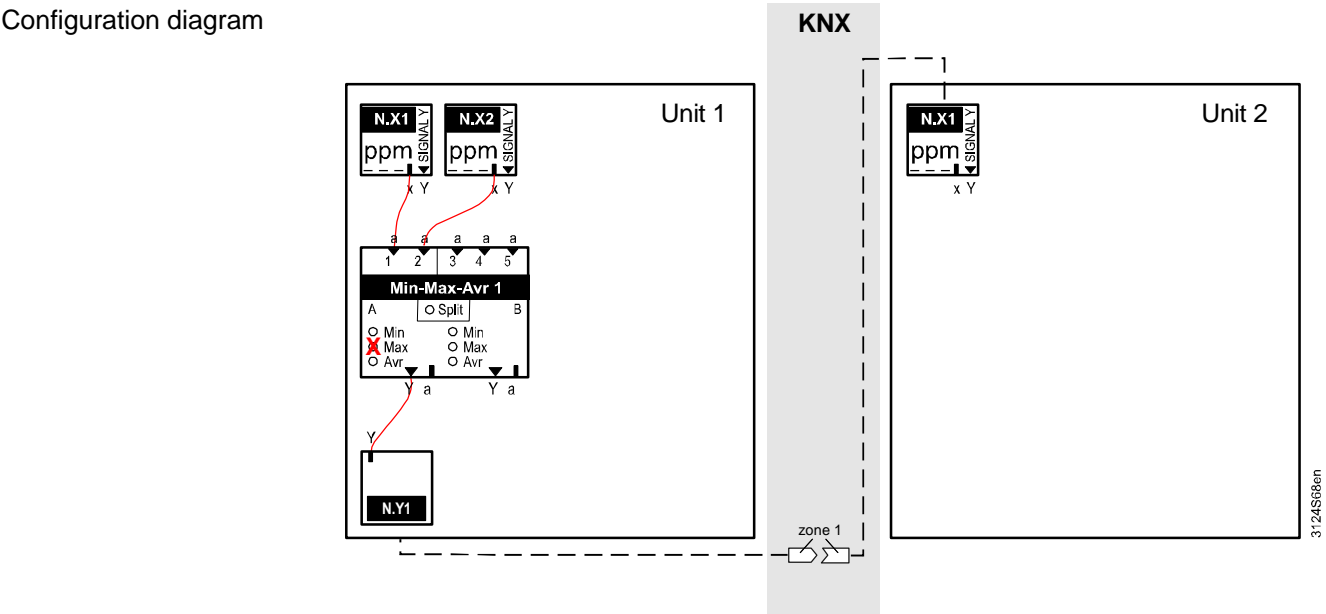 Configuration diagram
KNX
Unit 1
Unit 2
N.X1
SIGNAL Y
ppm
x Y
N.X2
SIGNAL Y
ppm
x Y
N.X1
SIGNAL Y
ppm
x Y
a a a a a
1 2 3 4 5
Min-Max-Avr 1
A Split B
Min Min
X Max Max
Avr Avr
Y a Y a
Y
N.Y1
zone 1
3124S68en